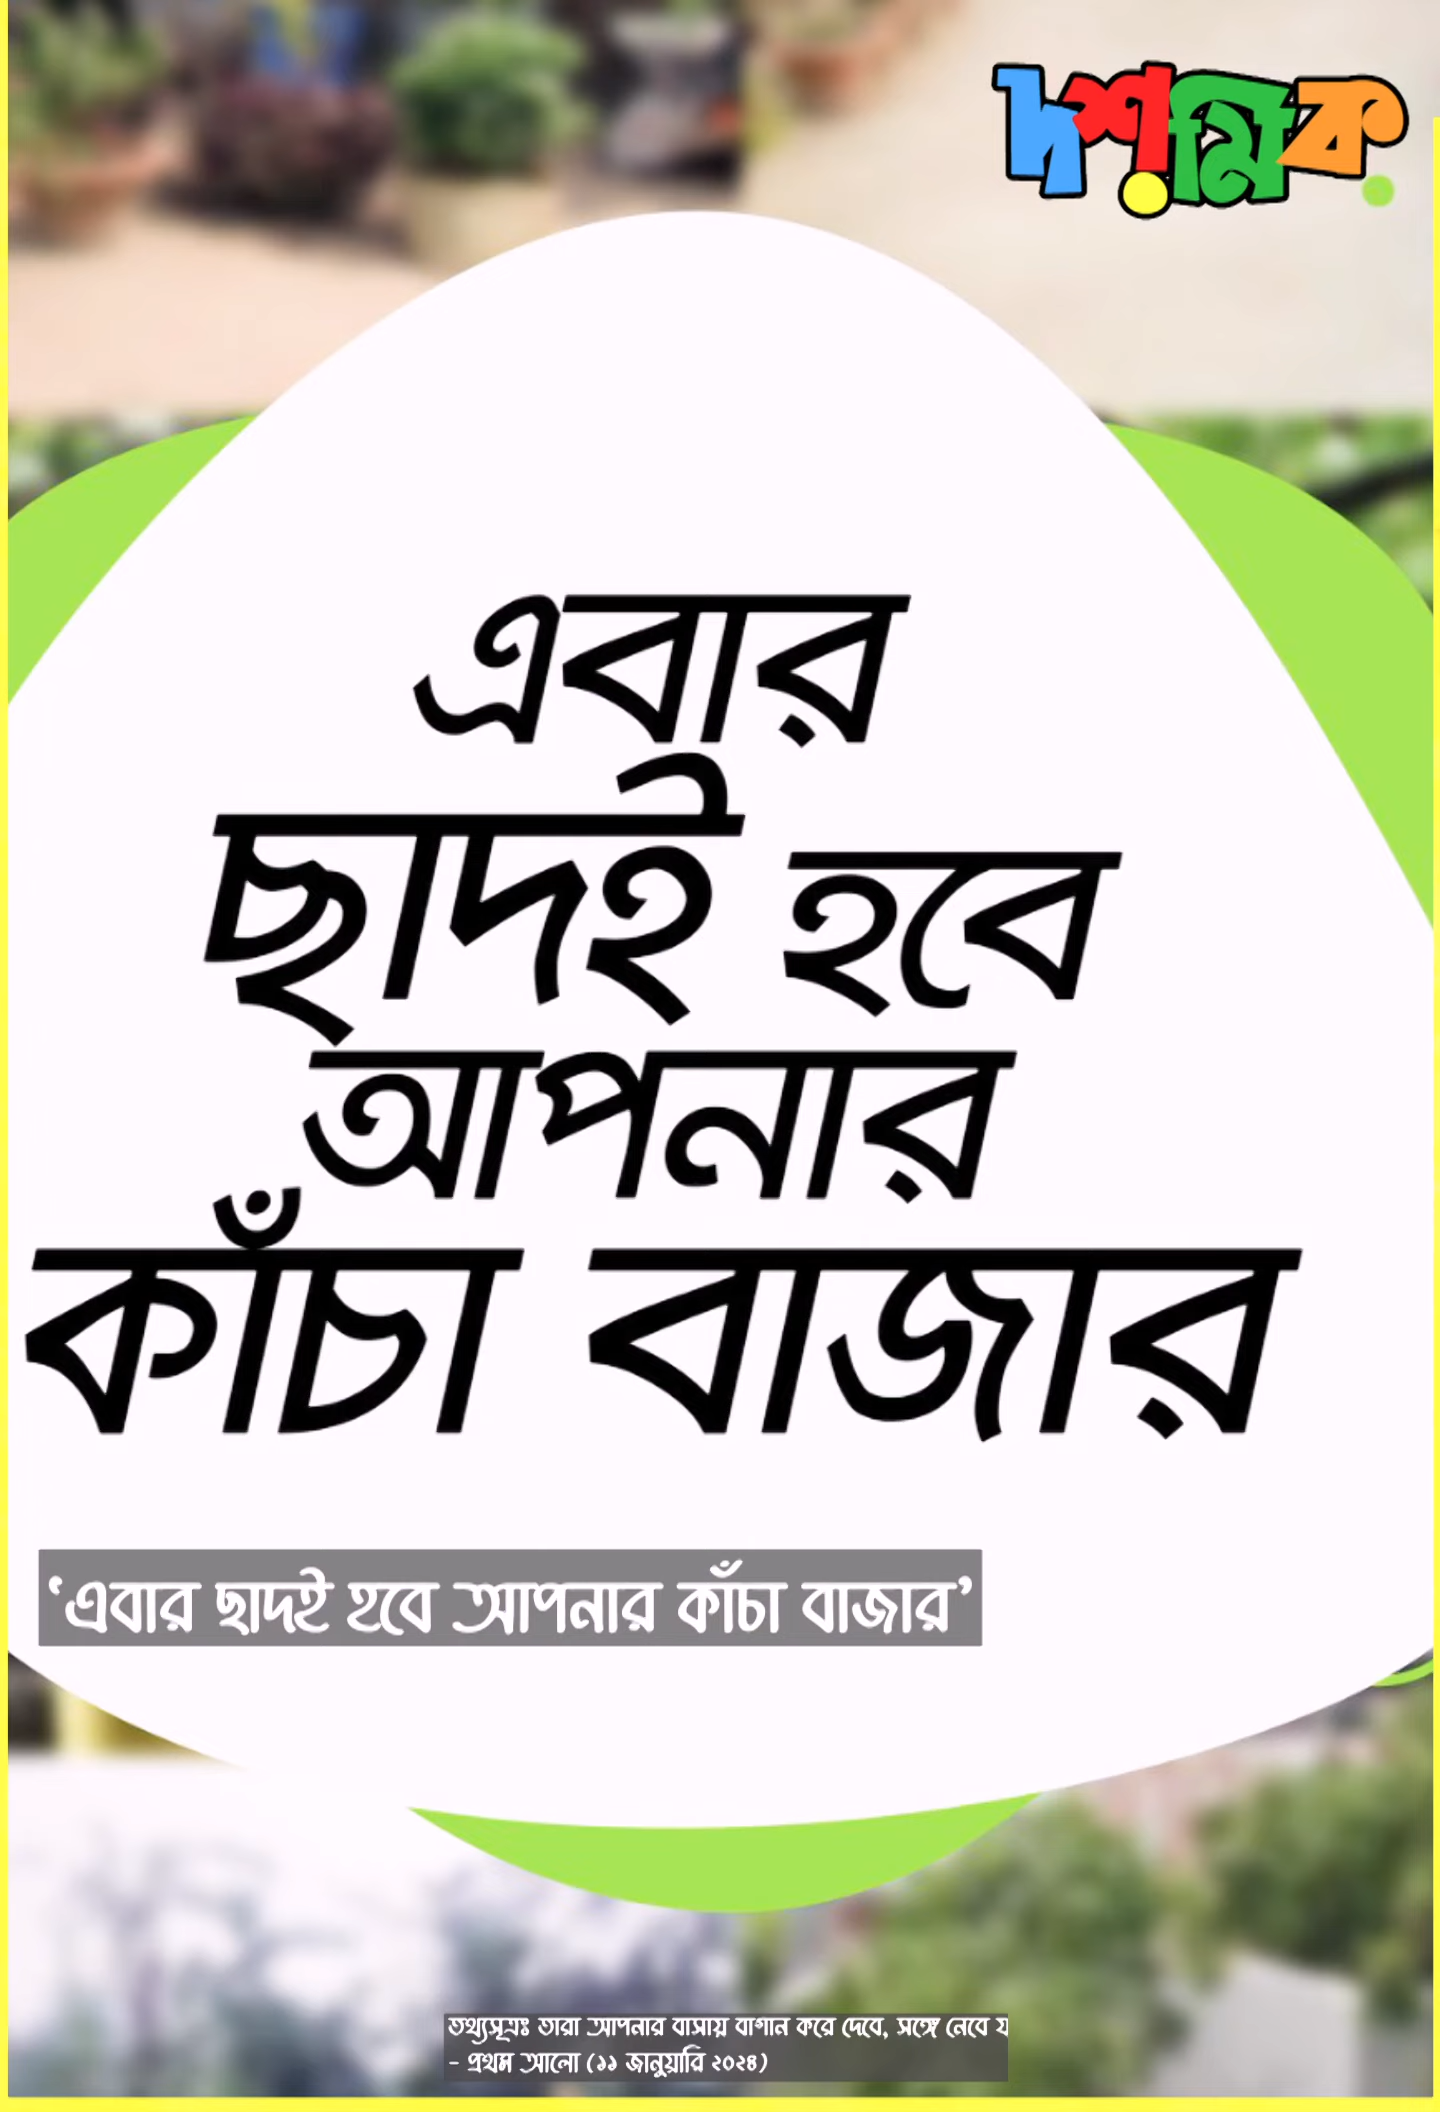 দশমিক
এবার
ছাদই হবে
আপনার
কাঁচা বাজার
‘এবার ছাদই হবে আপনার কাঁচা বাজার’
তথ্যসূত্রঃ তারা আপনার বাসায় বাগান করে দেবে, সঙ্গে নেবে য
- প্রথম আলো (১১ জানুয়ারি ২০২৪)